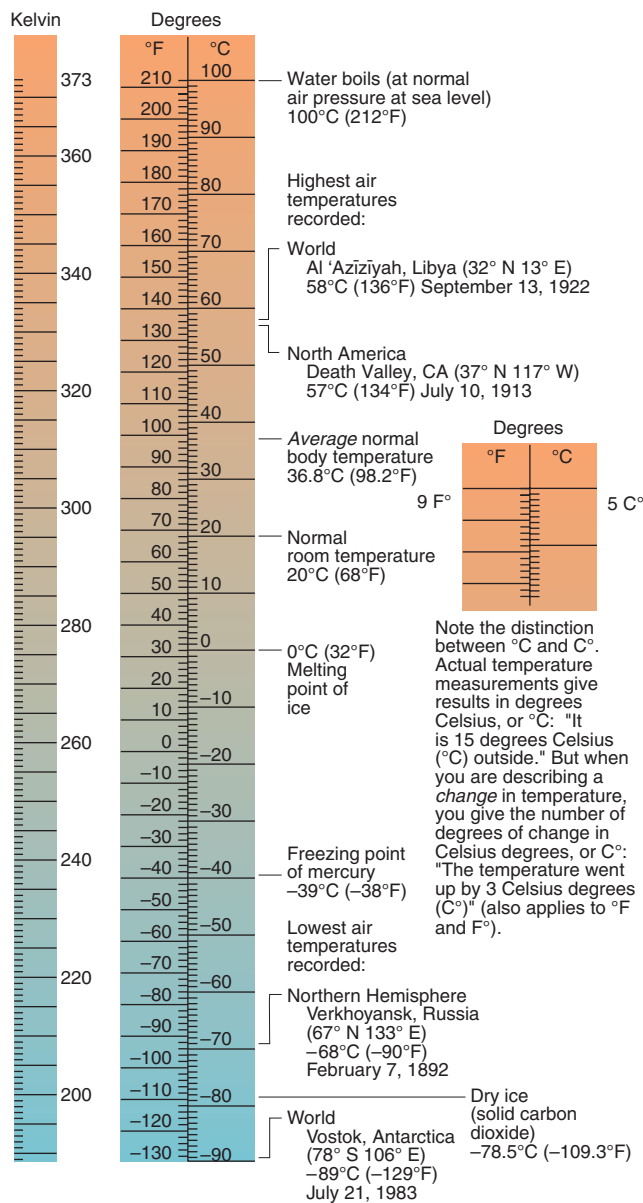 Kelvin
Degrees
°F
°C
373
360
340
320
300
280
260
240
220
200
210
200
190
180
170
160
150
140
130
120
110
100
90
80
70
60
50
40
30
20
10
0
–10
–20
–30
–40
–50
–60
–70
–80
–90
–100
–110
–120
–130
100
90
80
70
60
50
40
30
20
10
0
–10
–20
–30
–40
–50
–60
–70
–80
–90
Water boils (at normal
air pressure at sea level)
100°C (212°F)
Highest air
temperatures
recorded:
World
Al ‘Azīzīyah, Libya (32° N 13° E)
58°C (136°F) September 13, 1922
North America
Death Valley, CA (37° N 117° W)
57°C (134°F) July 10, 1913
Average normal
body temperature
36.8°C (98.2°F)
Normal
room temperature
20°C (68°F)
0°C (32°F)
Melting
point of
ice
Freezing point
of mercury
–39°C (–38°F)
Lowest air
temperatures
recorded:
Northern Hemisphere
Verkhoyansk, Russia
(67° N 133° E)
–68°C (–90°F)
February 7, 1892
Dry ice
(solid carbon
dioxide)
–78.5°C (–109.3°F)
World
Vostok, Antarctica
(78° S 106° E)
–89°C (–129°F)
July 21, 1983
Degrees
°F
°C
9 F°
5 C°
Note the distinction
between °C and C°.
Actual temperature
measurements give
results in degrees
Celsius, or °C: "It
is 15 degrees Celsius
(°C) outside." But when
you are describing a
change in temperature,
you give the number of
degrees of change in
Celsius degrees, or C°:
"The temperature went
up by 3 Celsius degrees
(C°)" (also applies to °F
and F°).